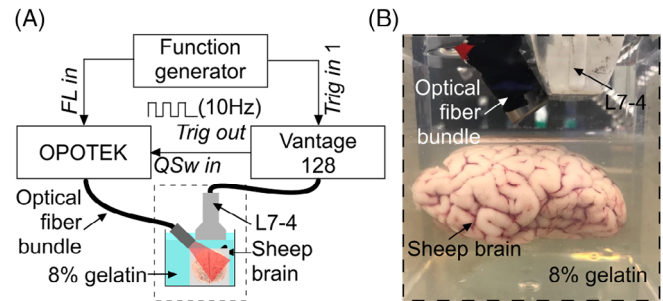 (A)
Function
generator
FL in
Trig in 1
(10Hz)
Trig out
OPOTEK
QSw in
Vantage
128
Optical
fiber
bundle
L7-4
Sheep
brain
8% gelatin
(B)
Optical
fiber
bundle
L7-4
Sheep brain
8% gelatin